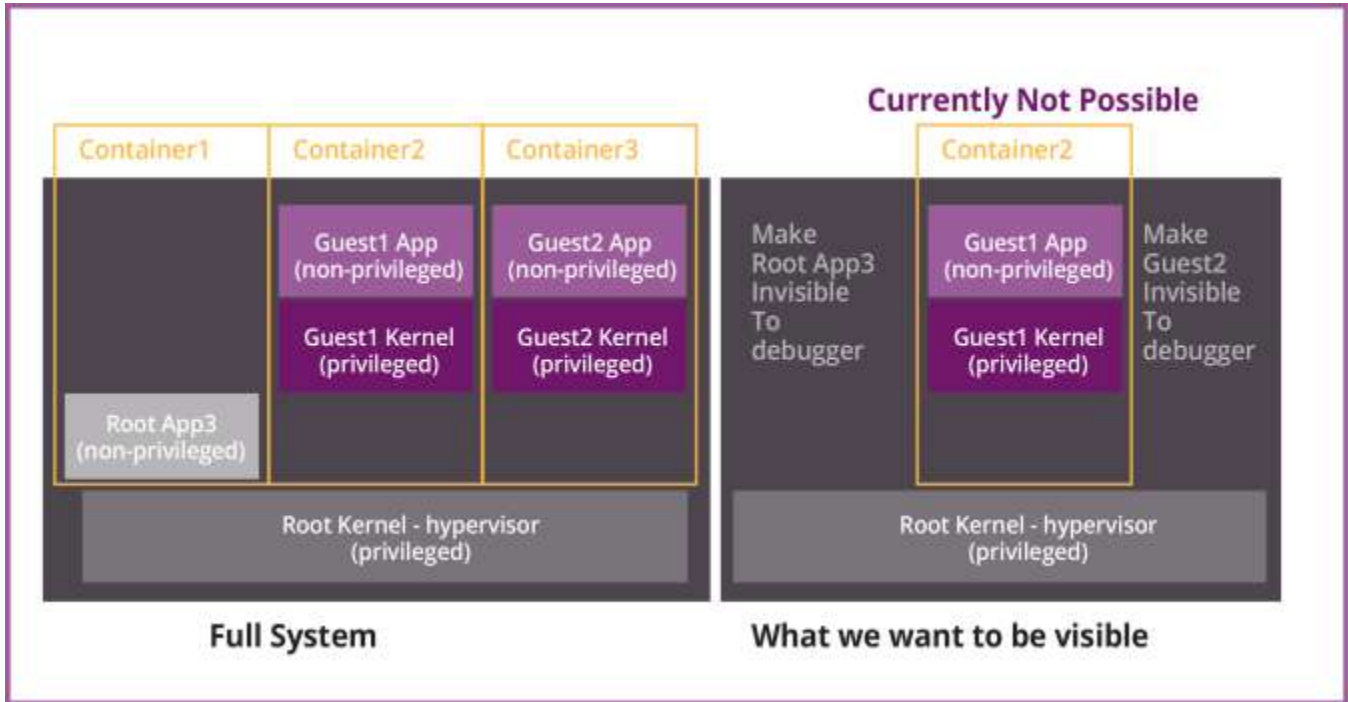 Currently Not Possible
Container1
Container2
Container3
Guest1 App
(non-privileged)
Guest2 App
(non-privileged)
Guest1 Kernel
(privileged)
Guest2 Kernel
(privileged)
Root App3
(non-privileged)
Root Kernel - hypervisor
(privileged)
Full System
Container2
Make
Root App3
Invisible
To
debugger
Guest1 App
(non-privileged)
Guest1 Kernel
(privileged)
Make
Guest2
Invisible
To
debugger
Root Kernel - hypervisor
(privileged)
What we want to be visible